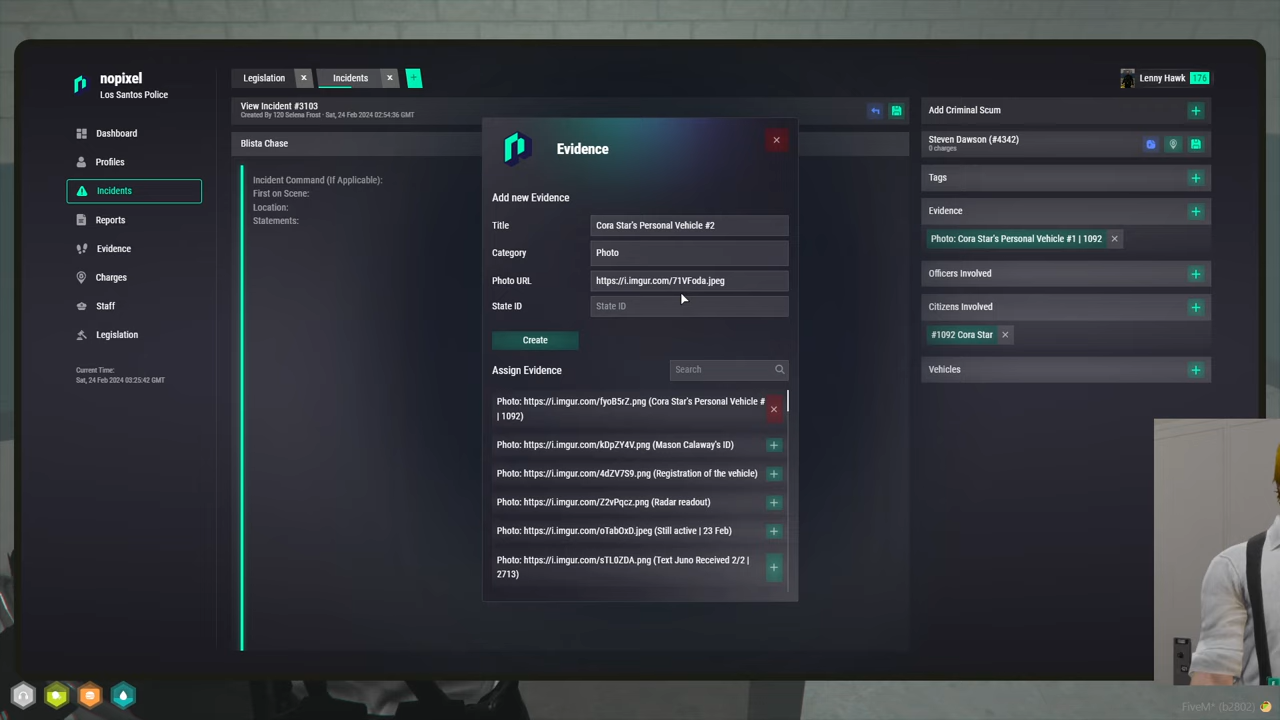 nopixel
Los Santos Police
Dashboard
Profiles
Incidents
Reports
Evidence
Charges
Staff
Legislation
Current Time:
Sat, 24 Feb 2024 03:25:42 GMT
Legislation
Incidents
Lenny Hawk 176
View Incident #3103
Created By 120 Selena Frost - Sat, 24 Feb 2024 02:54:36 GMT
Blista Chase
Incident Command (If Applicable):
First on Scene:
Location:
Statements:
Evidence
Add new Evidence
Title Cora Star's Personal Vehicle #2
Category Photo
Photo URL https://i.imgur.com/71VFoda.jpeg
State ID State ID
Create
Assign Evidence Search
Photo: https://i.imgur.com/fyoB5rZ.png (Cora Star's Personal Vehicle #
| 1092)
Photo: https://i.imgur.com/kDpZY4V.png (Mason Calaway's ID)
Photo: https://i.imgur.com/4dZV7S9.png (Registration of the vehicle)
Photo: https://i.imgur.com/Z2vPqcz.png (Radar readout)
Photo: https://i.imgur.com/oTabOxD.jpeg (Still active | 23 Feb)
Photo: https://i.imgur.com/sTL0ZDA.png (Text Juno Received 2/2 |
2713)
Add Criminal Scum
Steven Dawson (#4342)
0 charges
Tags
Evidence
Photo: Cora Star's Personal Vehicle #1 | 1092
Officers Involved
Citizens Involved
#1092 Cora Star
Vehicles
FiveM* (b2802)